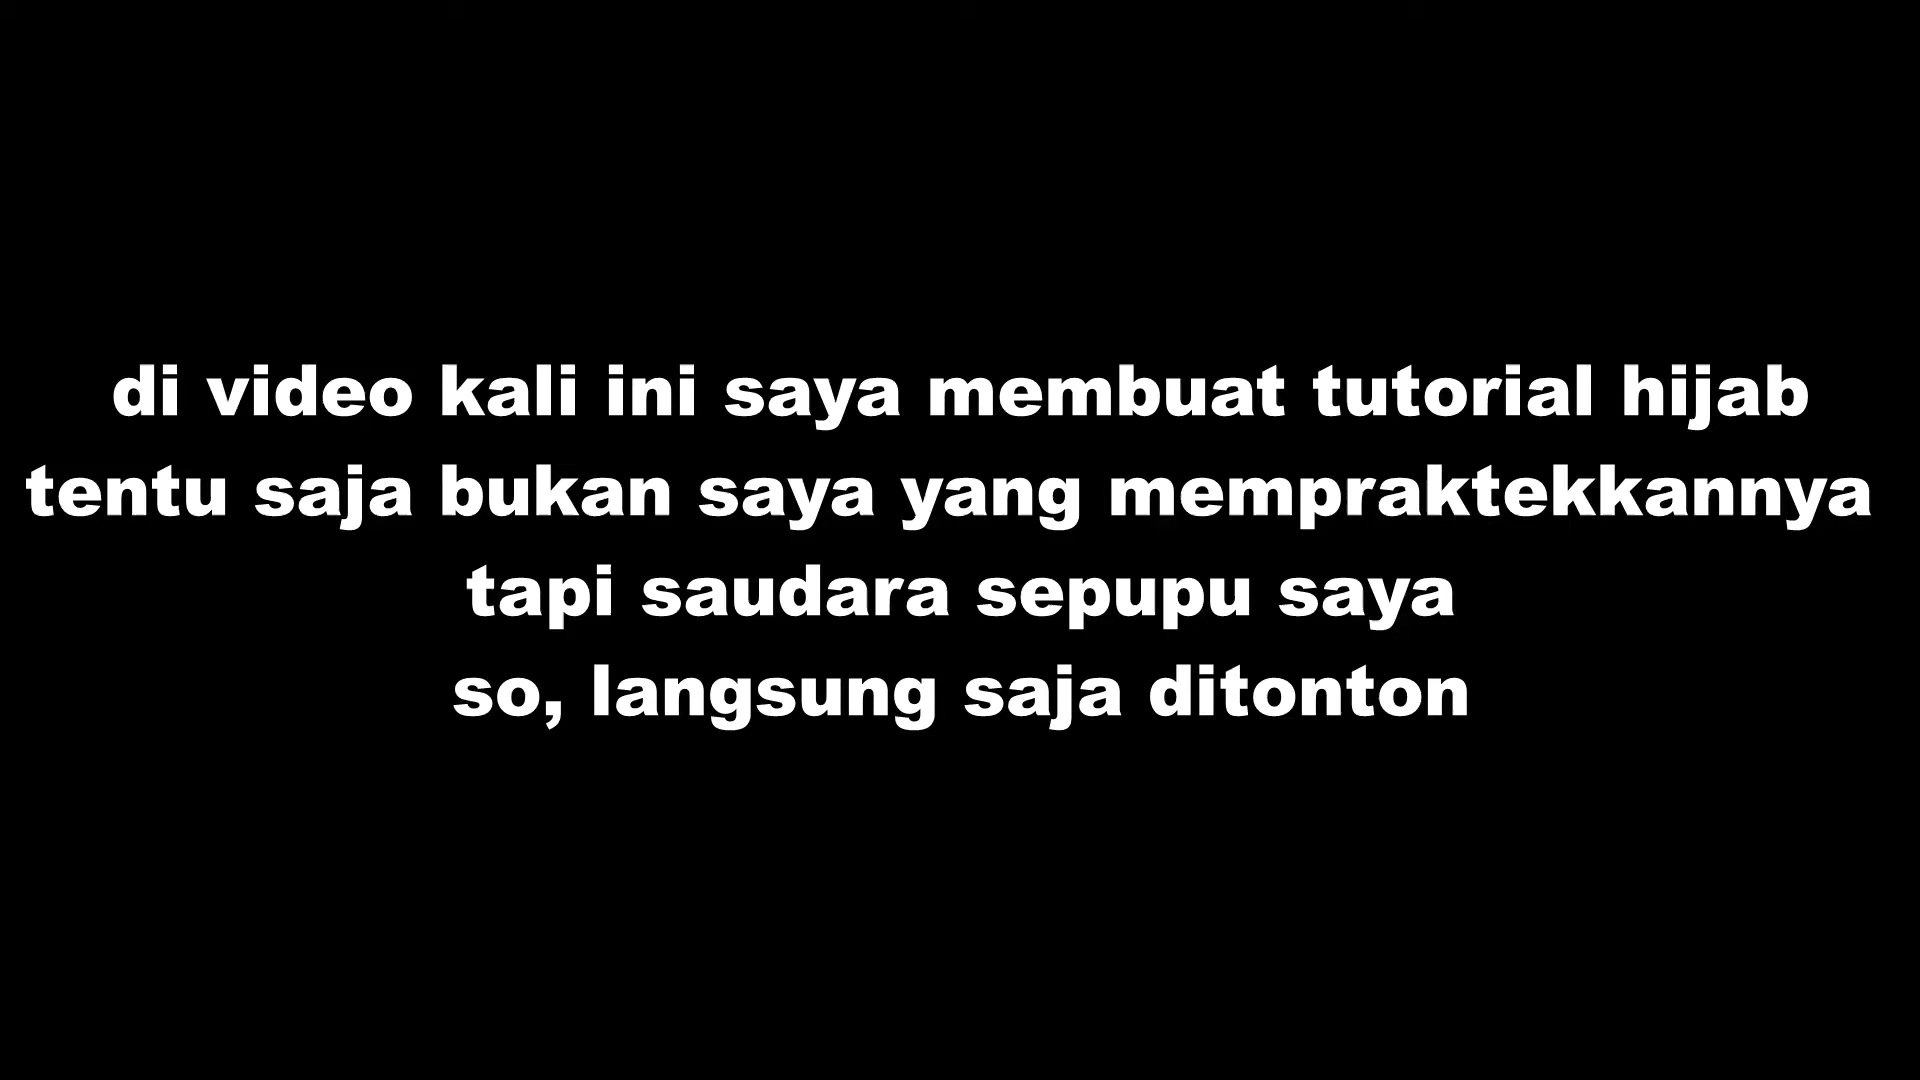 di video kali ini saya membuat tutorial hijab
tentu saja bukan saya yang mempraktekkannya
tapi saudara sepupu saya
so, langsung saja ditonton